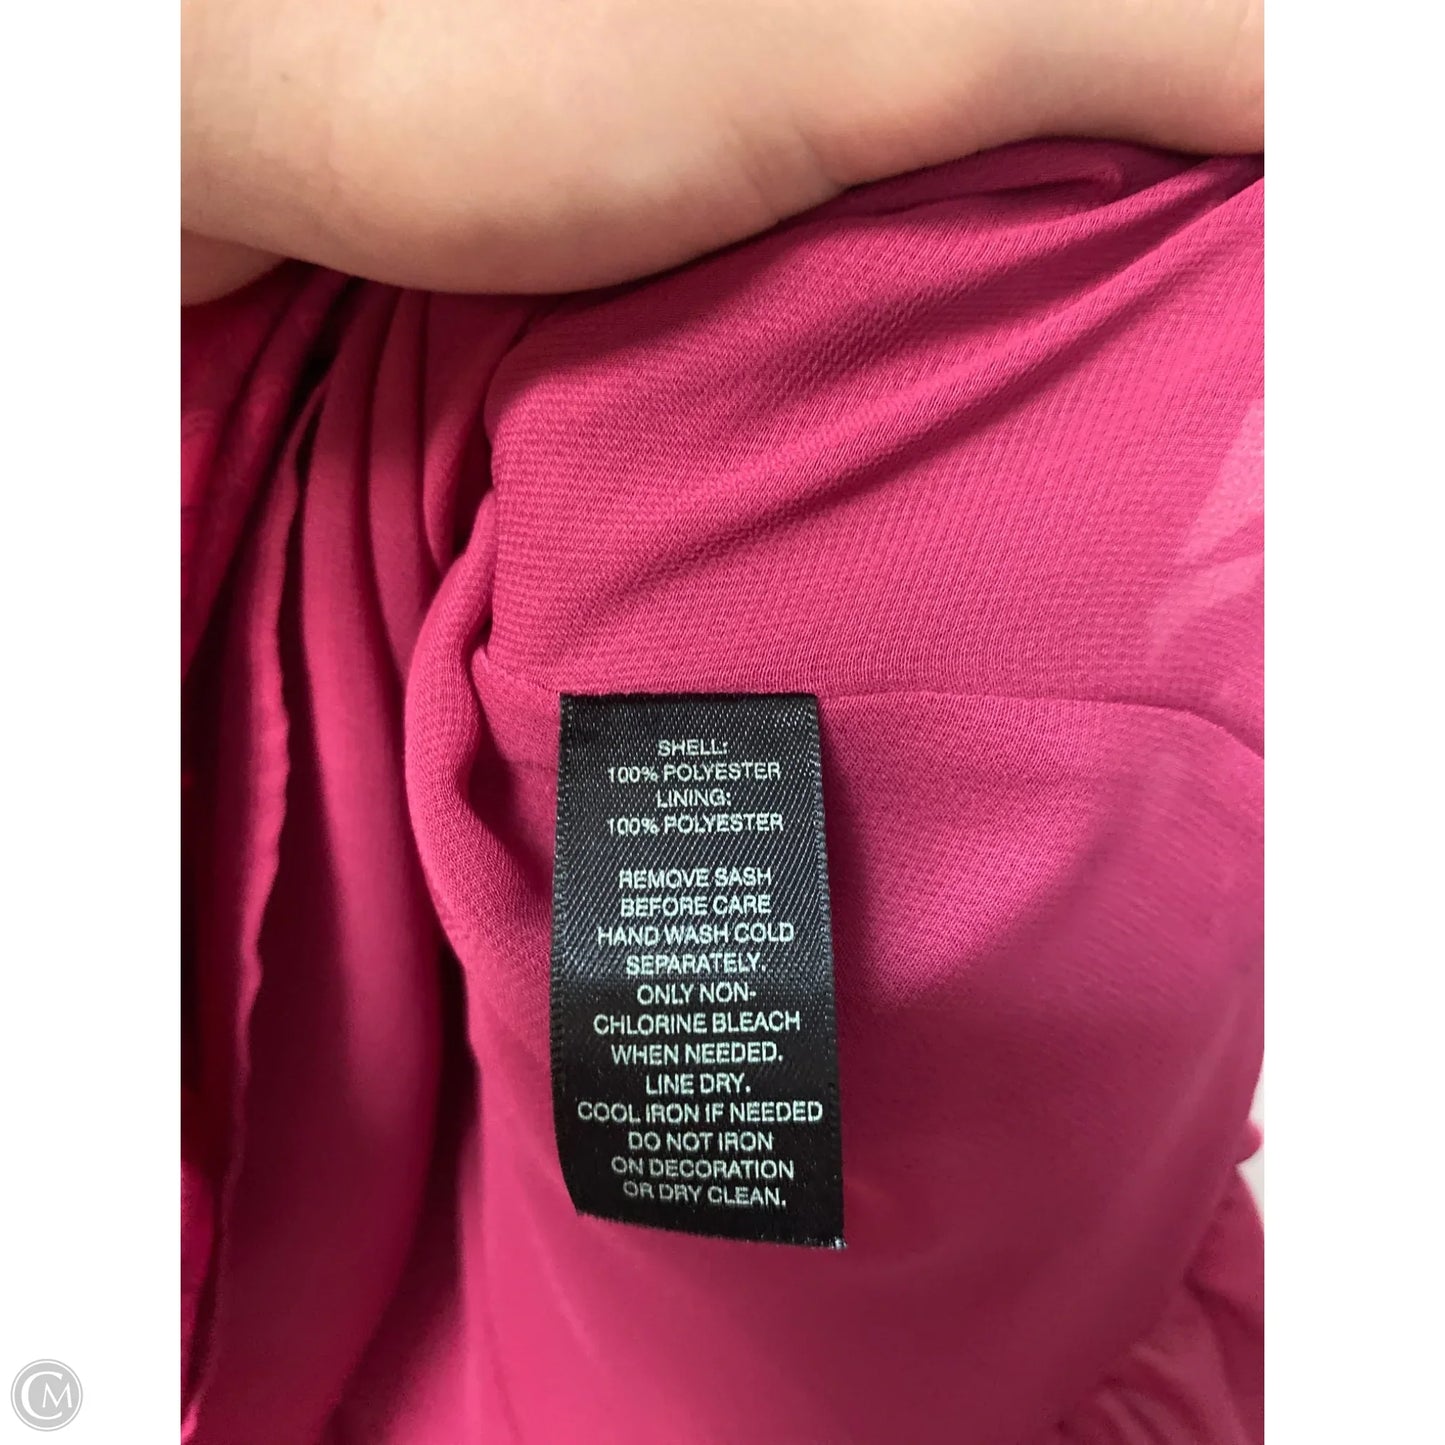 SHELL:
100% POLYESTER
LINING:
100% POLYESTER
REMOVE SASH
BEFORE CARE
HAND WASH COLD
SEPARATELY.
ONLY NON-
CHLORINE BLEACH
WHEN NEEDED.
LINE DRY.
COOL IRON IF NEEDED
DO NOT IRON
ON DECORATION
OR DRY CLEAN.
CM